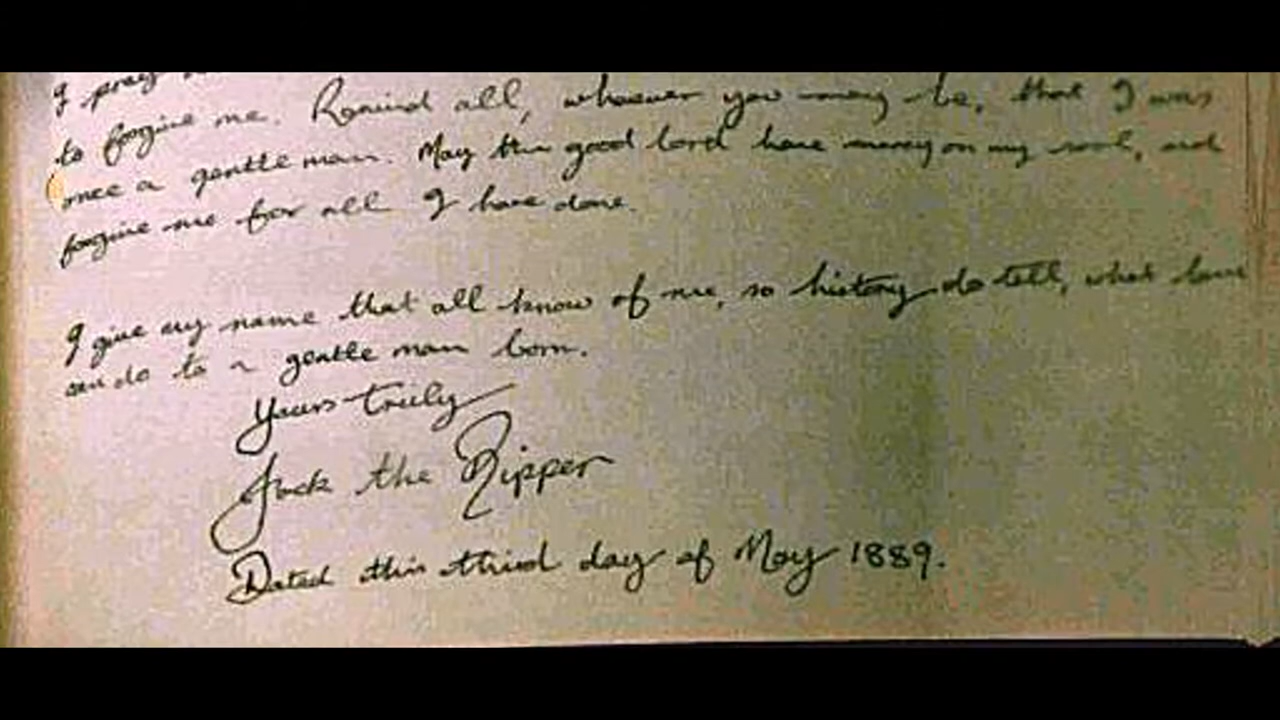 I pray
to forgive me. Remind all, whoever you may be, that I was
once a gentle man. May the good lord have mercy on my soul, and
forgive me for all I have done.
I give my name that all know of me, so history do tell, what love
can do to a gentle man born.
Yours truly
Jack the Ripper
Dated this third day of May 1889.